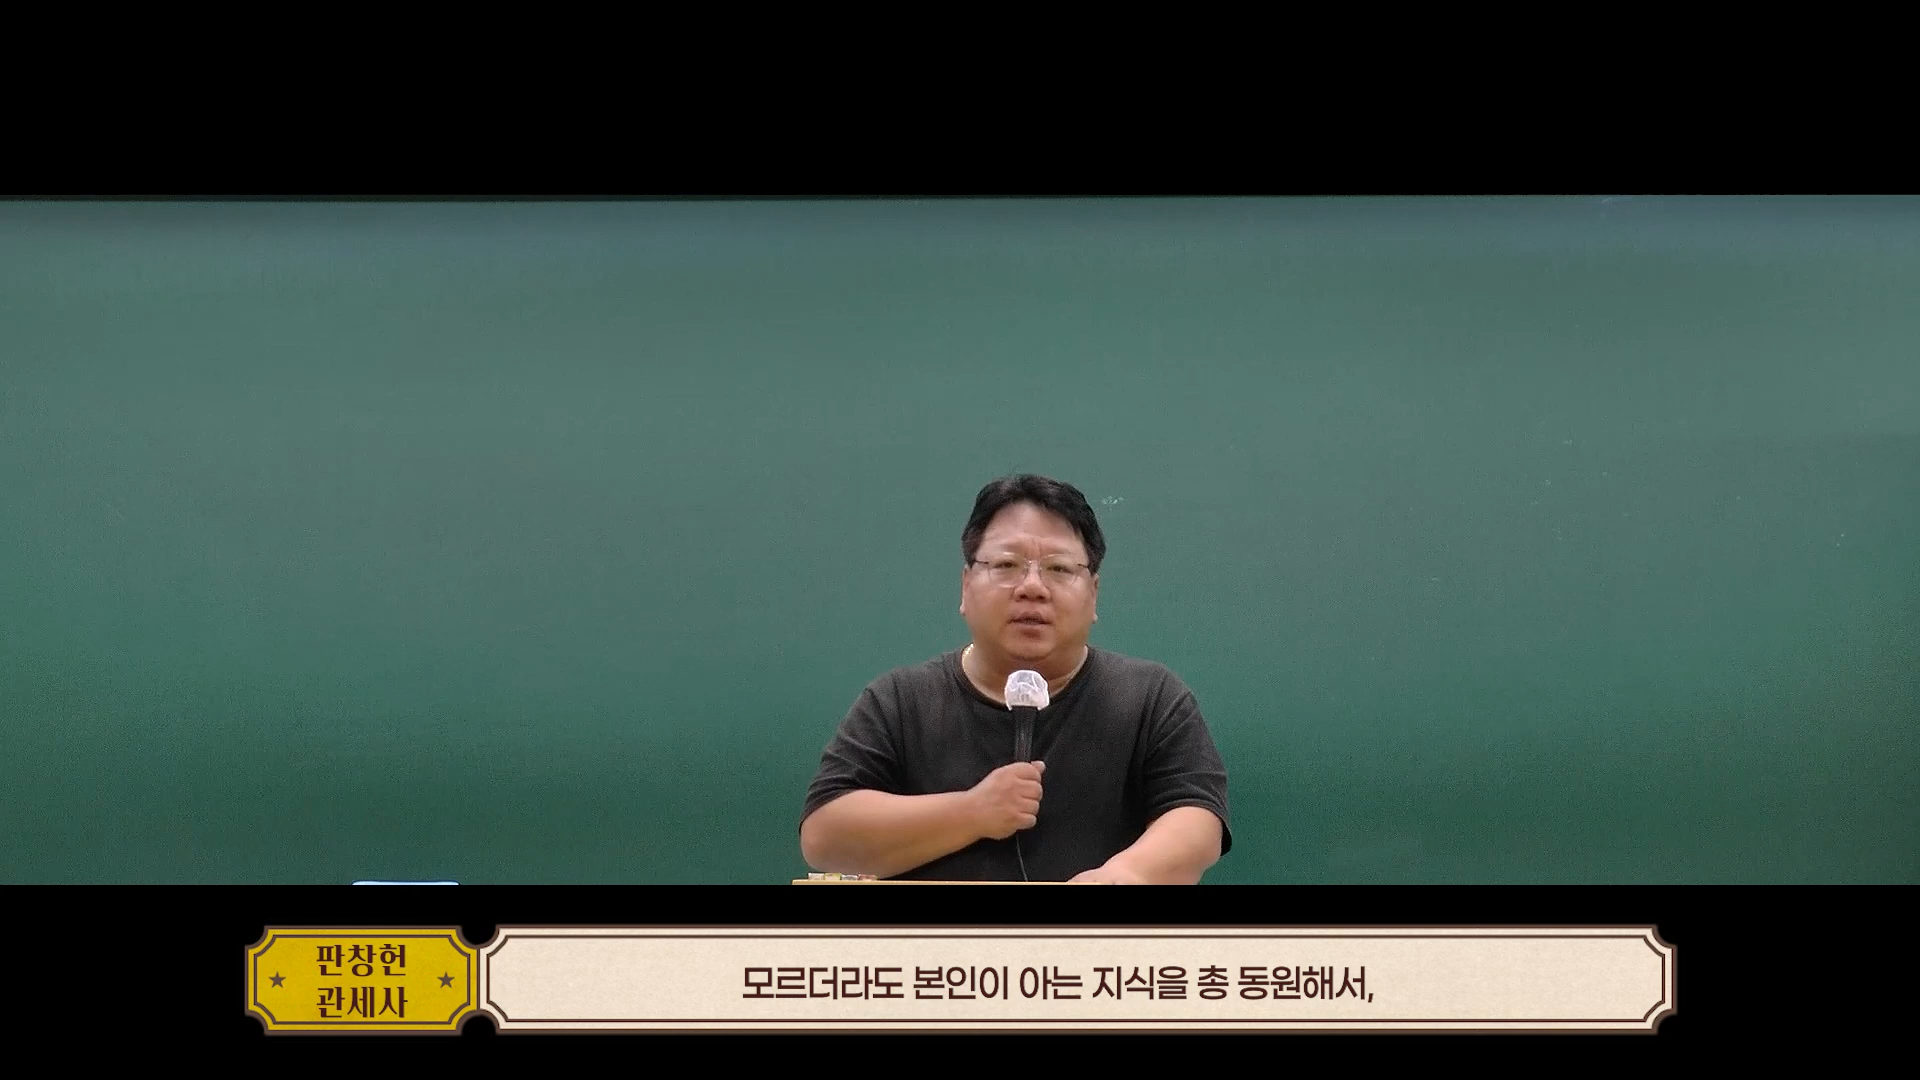 판창헌
관세사
모르더라도 본인이 아는 지식을 총 동원해서,